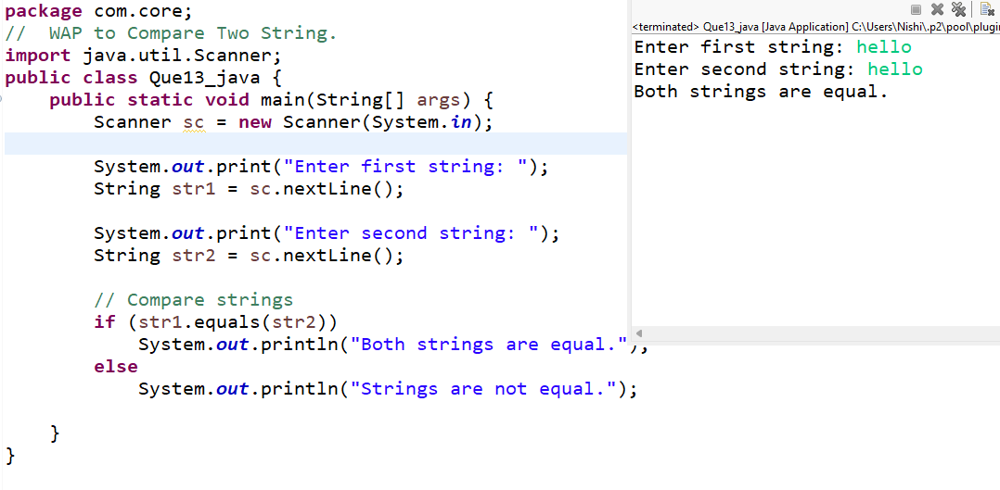 package com.core;
//  WAP to Compare Two String.
import java.util.Scanner;
public class Que13_java {
    public static void main(String[] args) {
        Scanner sc = new Scanner(System.in);
        System.out.print("Enter first string: ");
        String str1 = sc.nextLine();
        System.out.print("Enter second string: ");
        String str2 = sc.nextLine();
        // Compare strings
        if (str1.equals(str2))
            System.out.println("Both strings are equal.");
        else
            System.out.println("Strings are not equal.");
    }
}
<terminated> Que13_java [Java Application] C:\Users\Nishi\.p2\pool\plugin
Enter first string: hello
Enter second string: hello
Both strings are equal.